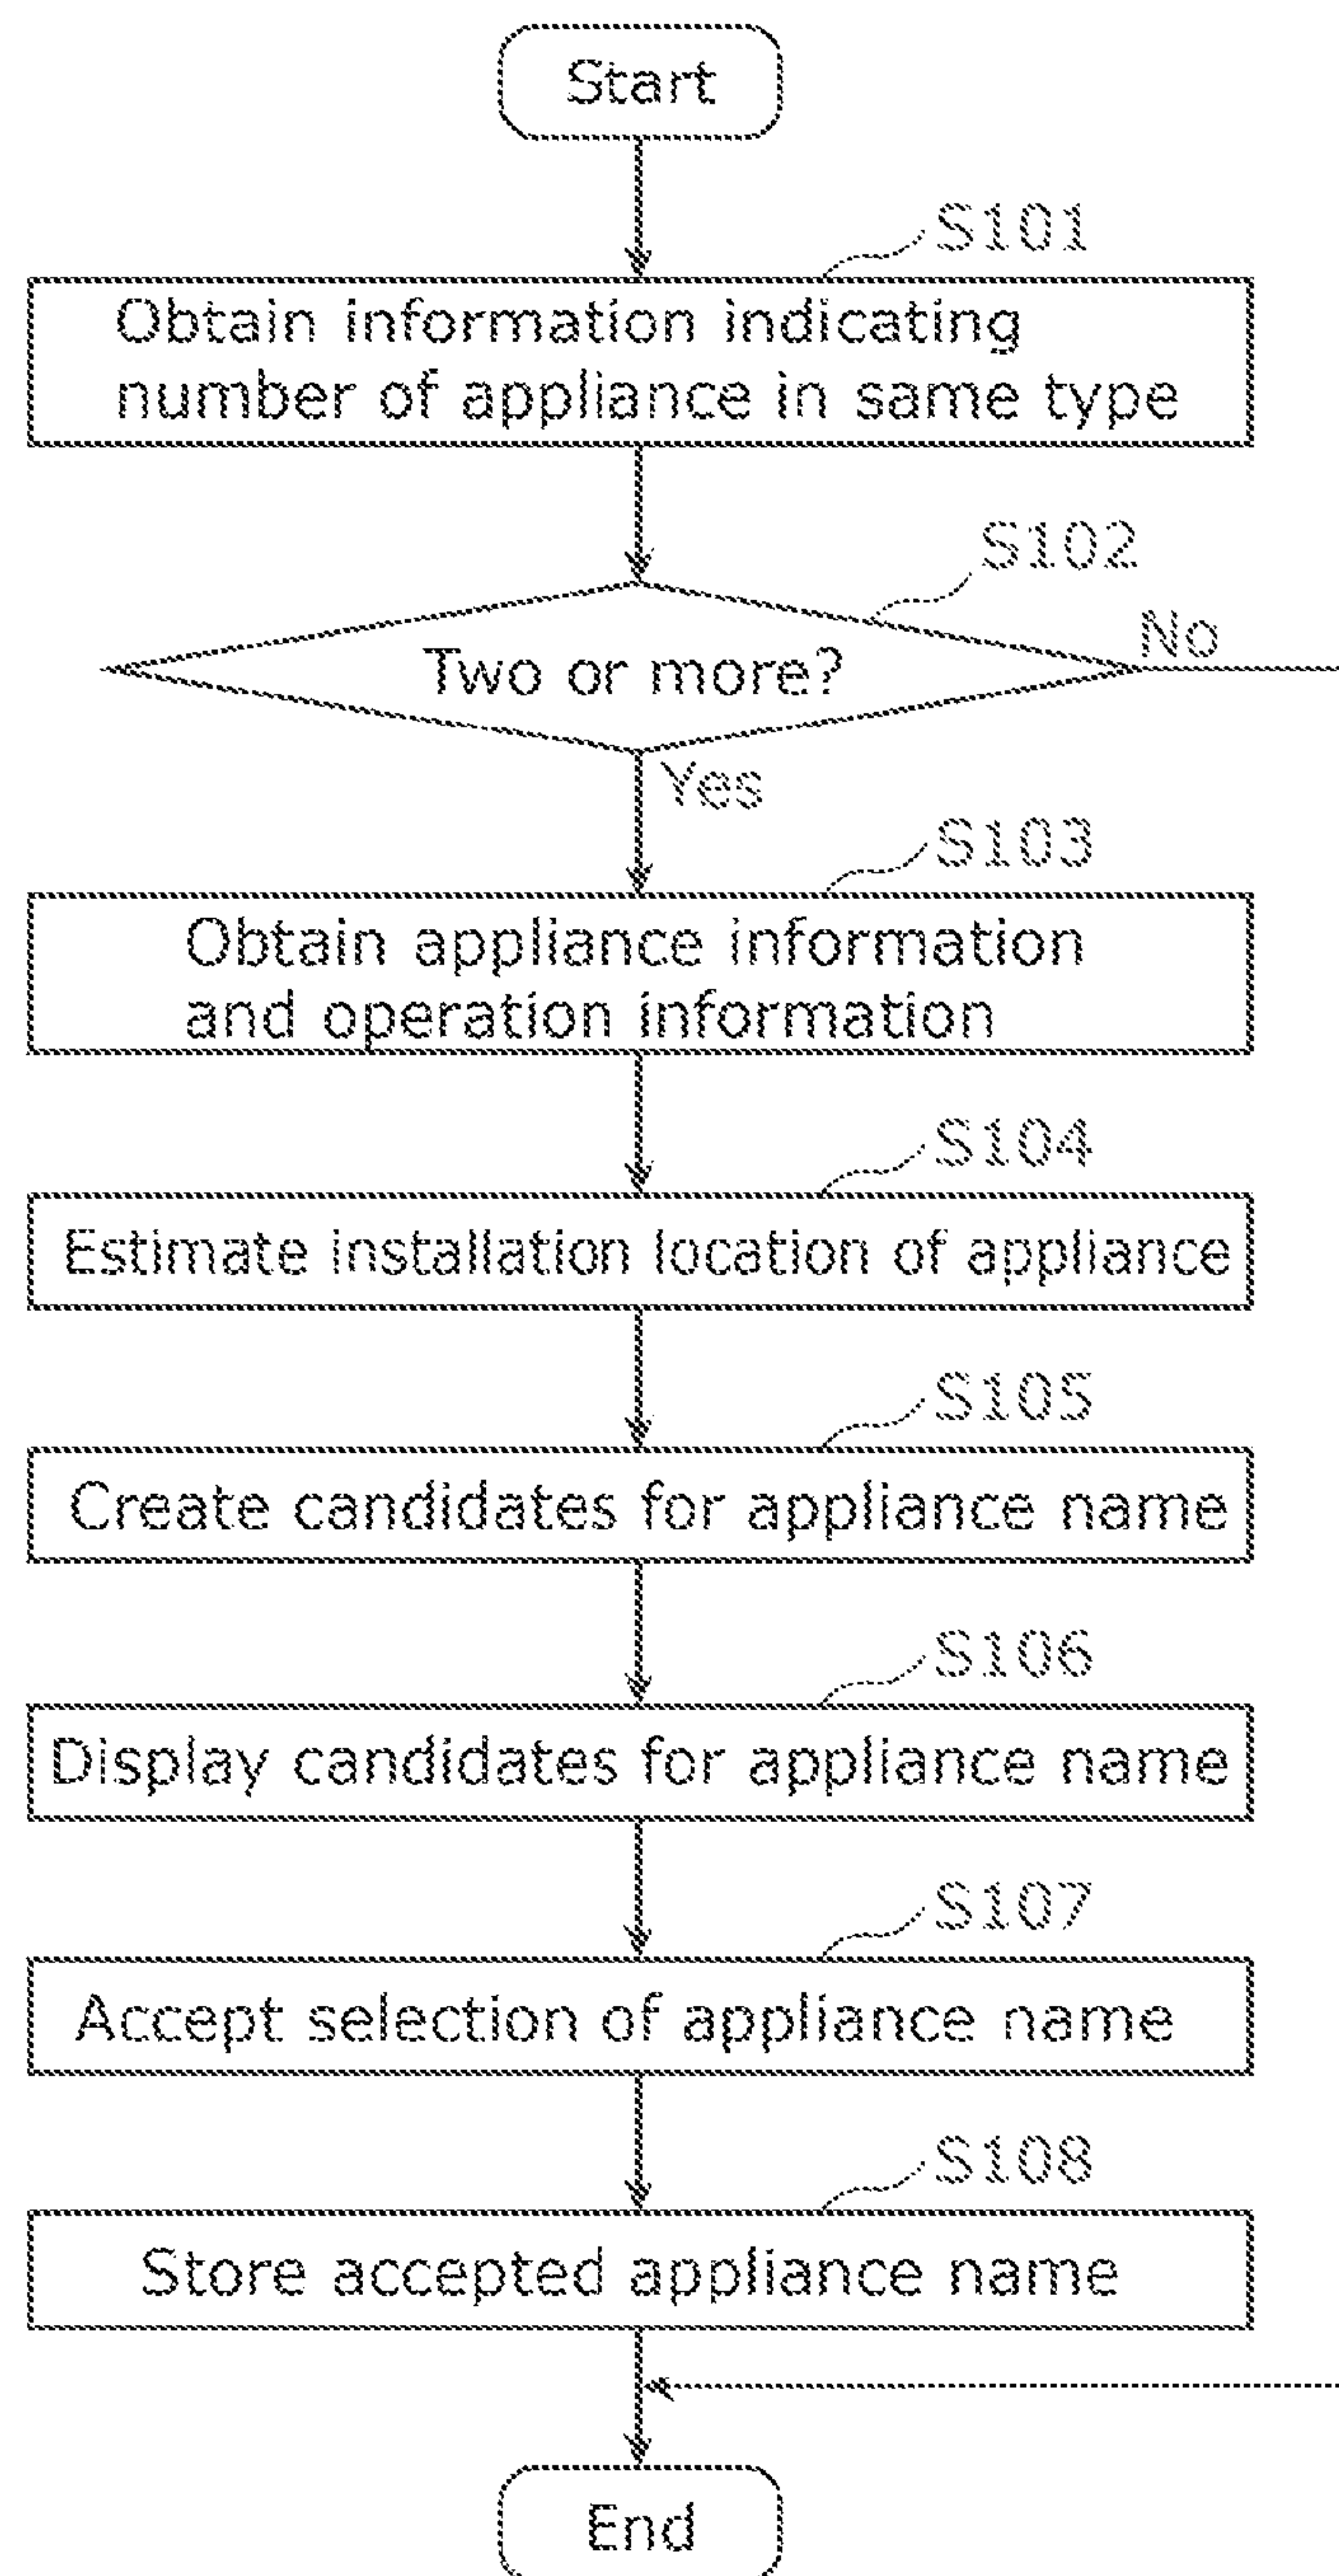 Start
S101
Obtain information indicating
number of appliance in same type
S102
Two or more?
No
Yes
S103
Obtain appliance information
and operation information
S104
Estimate installation location of appliance
S105
Create candidates for appliance name
S106
Display candidates for appliance name
S107
Accept selection of appliance name
S108
Store accepted appliance name
End